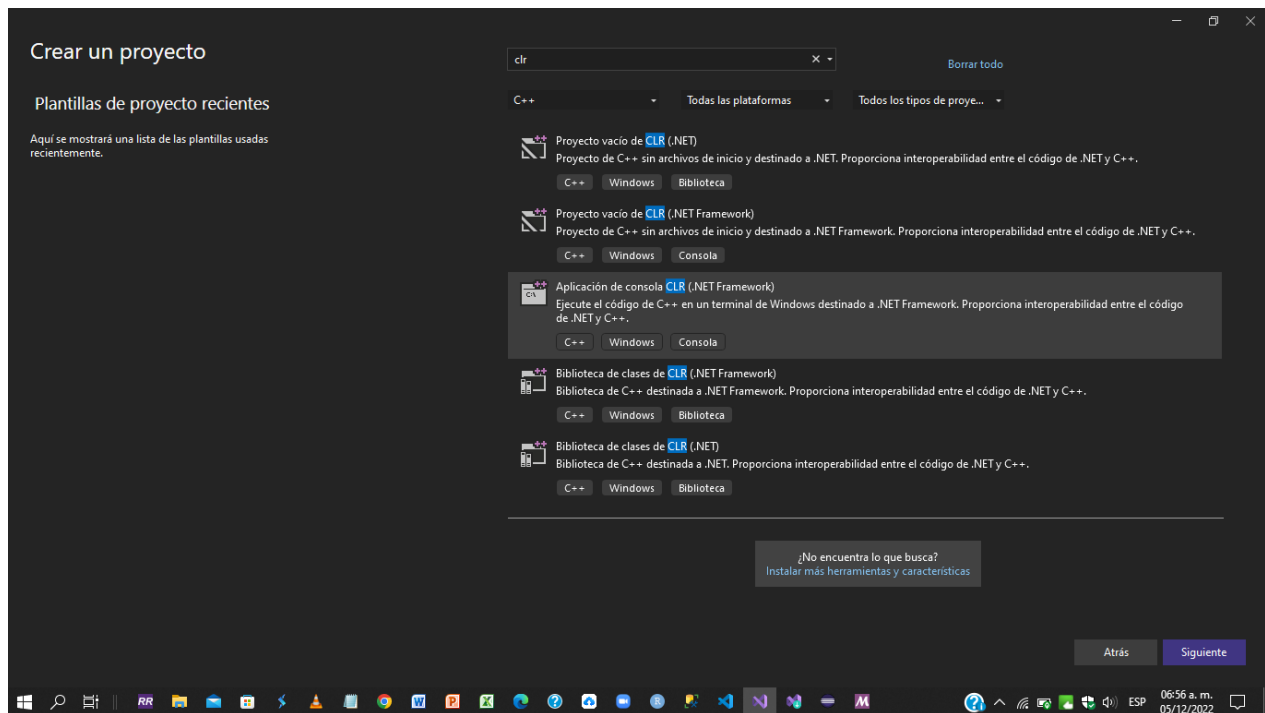 Crear un proyecto
Plantillas de proyecto recientes
Aquí se mostrará una lista de las plantillas usadas
recientemente.
clr
Borrar todo
C++ Todas las plataformas Todos los tipos de proye...
Proyecto vacío de CLR (.NET)
Proyecto de C++ sin archivos de inicio y destinado a .NET. Proporciona interoperabilidad entre el código de .NET y C++.
C++ Windows Biblioteca
Proyecto vacío de CLR (.NET Framework)
Proyecto de C++ sin archivos de inicio y destinado a .NET Framework. Proporciona interoperabilidad entre el código de .NET y C++.
C++ Windows Consola
Aplicación de consola CLR (.NET Framework)
Ejecute el código de C++ en un terminal de Windows destinado a .NET Framework. Proporciona interoperabilidad entre el código
de .NET y C++.
C++ Windows Consola
Biblioteca de clases de CLR (.NET Framework)
Biblioteca de C++ destinada a .NET Framework. Proporciona interoperabilidad entre el código de .NET y C++.
C++ Windows Biblioteca
Biblioteca de clases de CLR (.NET)
Biblioteca de C++ destinada a .NET. Proporciona interoperabilidad entre el código de .NET y C++.
C++ Windows Biblioteca
¿No encuentra lo que busca?
Instalar más herramientas y características
Atrás Siguiente
RR ESP 06:56 a. m.
05/12/2022